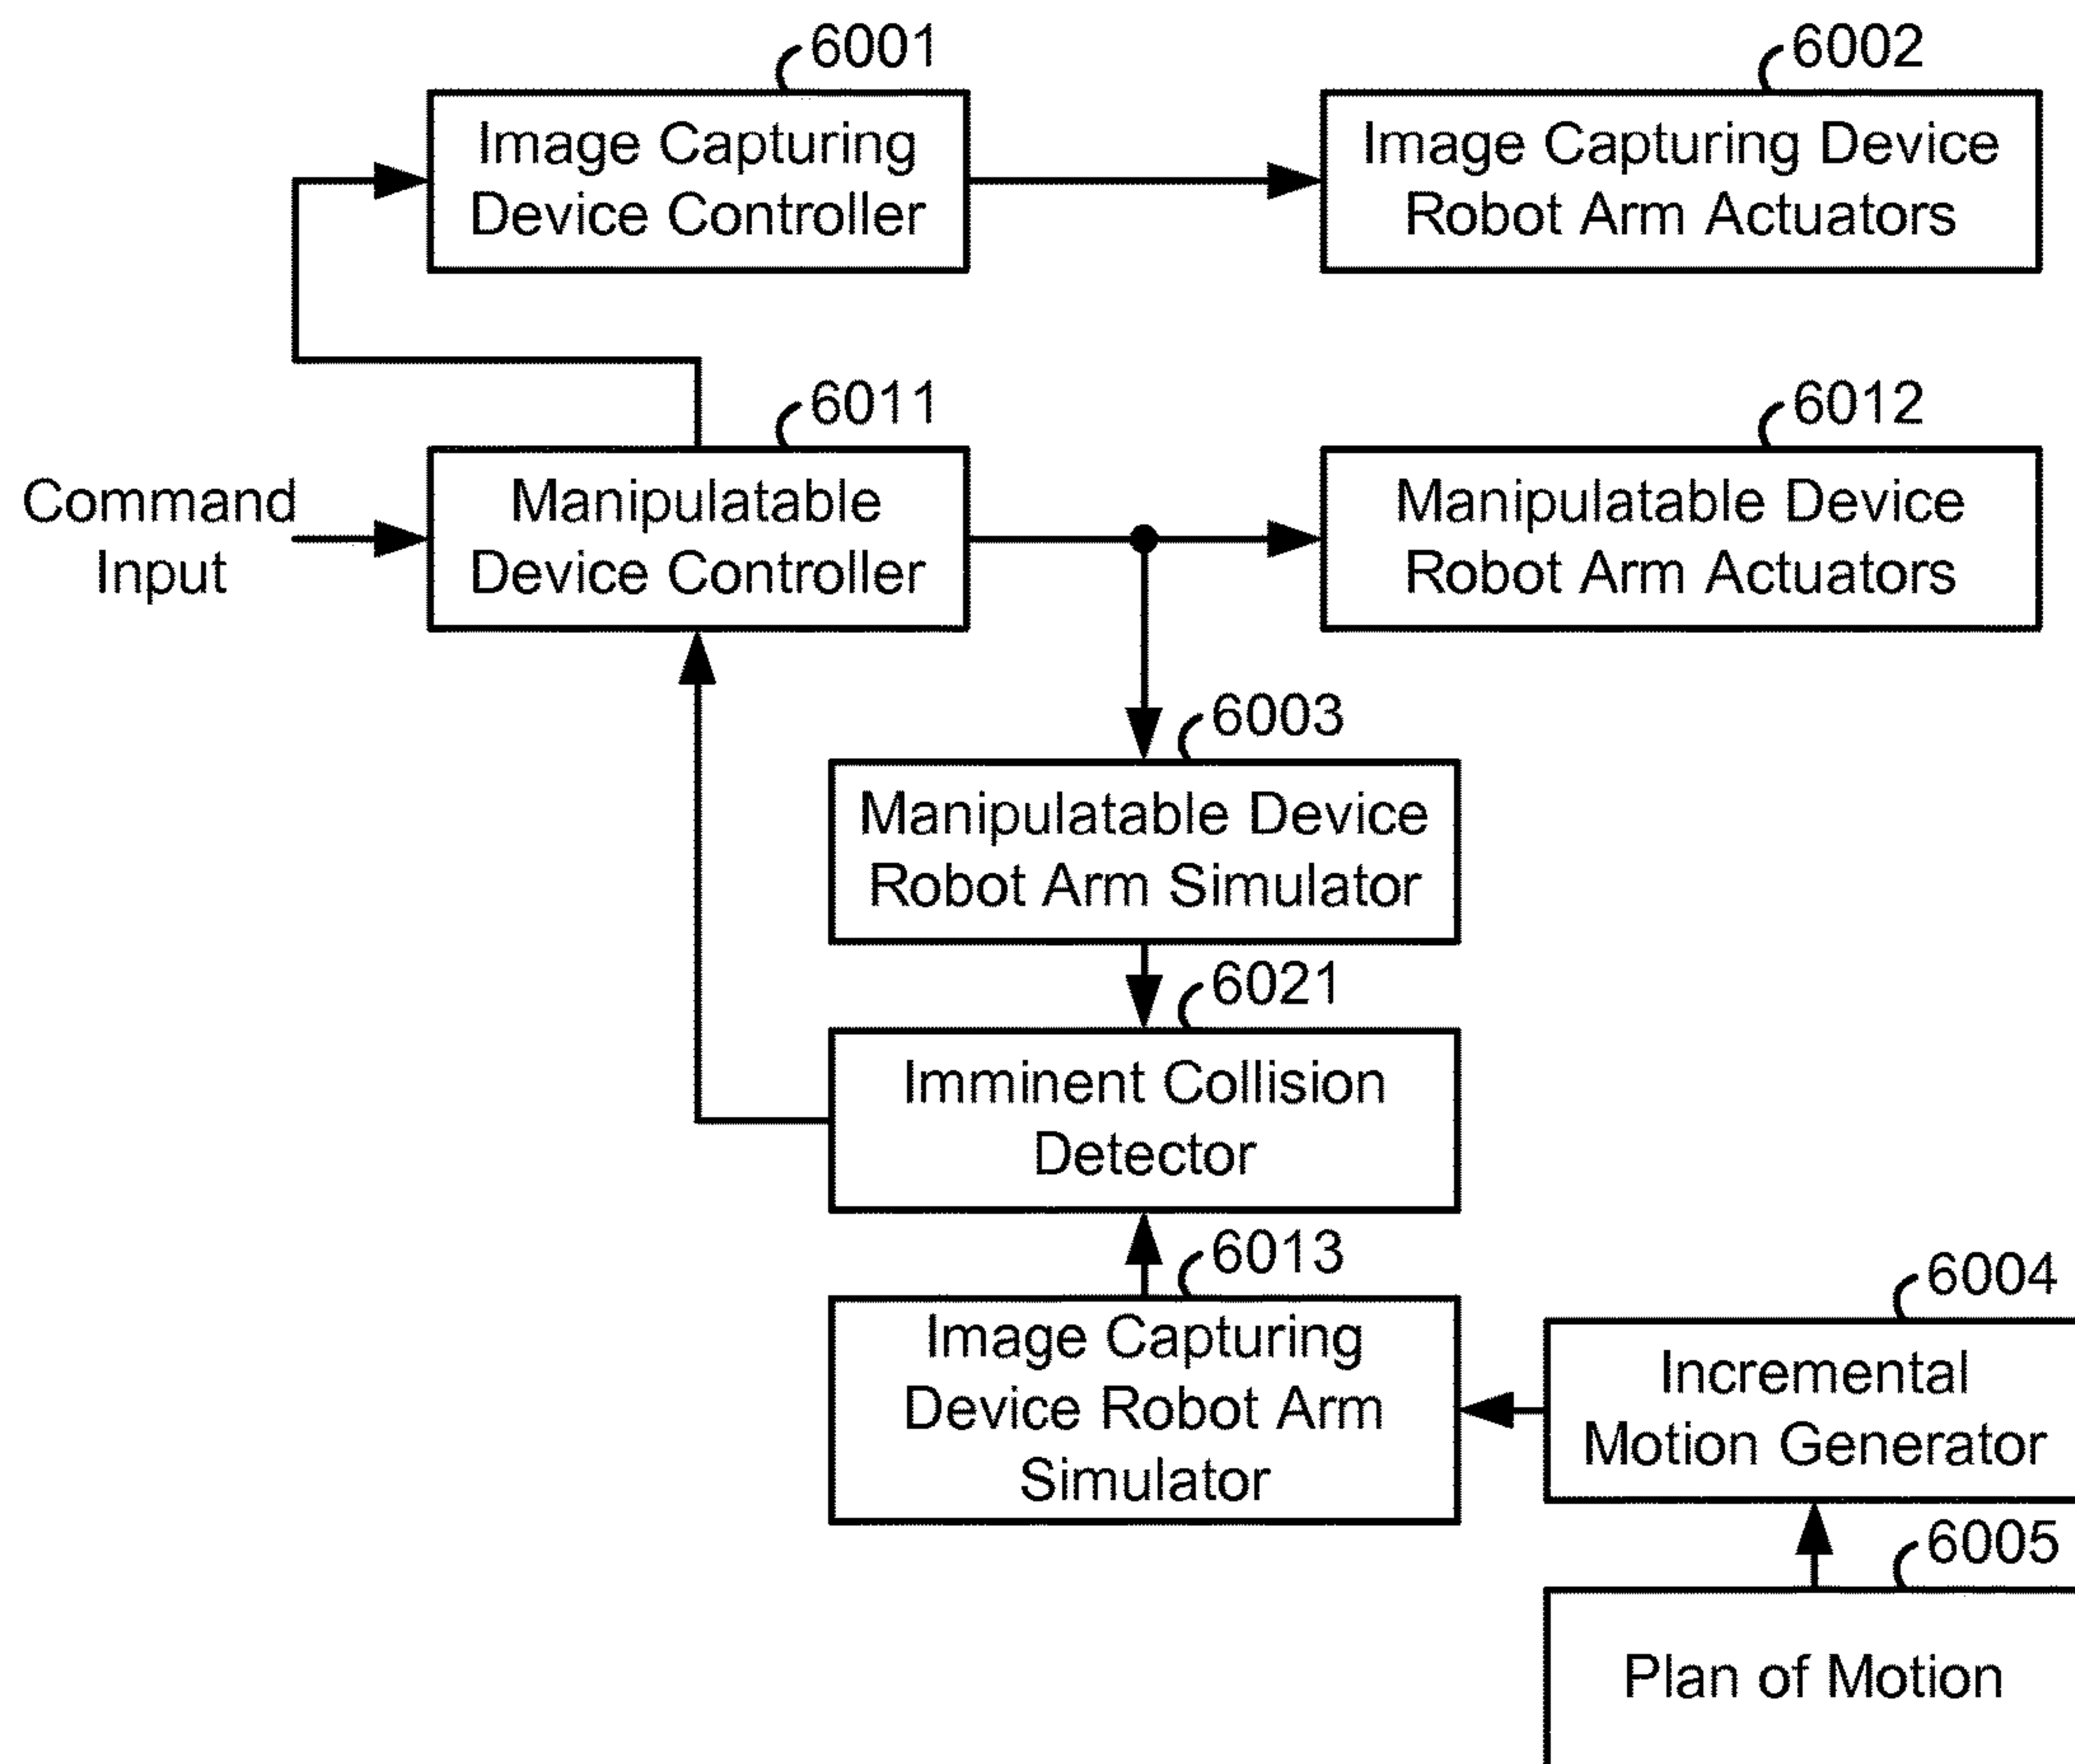 6001
6002
Image Capturing
Device Controller
Image Capturing Device
Robot Arm Actuators
6011
6012
Command
Input
Manipulatable
Device Controller
Manipulatable Device
Robot Arm Actuators
6003
Manipulatable Device
Robot Arm Simulator
6021
Imminent Collision
Detector
6013
Image Capturing
Device Robot Arm
Simulator
6004
Incremental
Motion Generator
6005
Plan of Motion